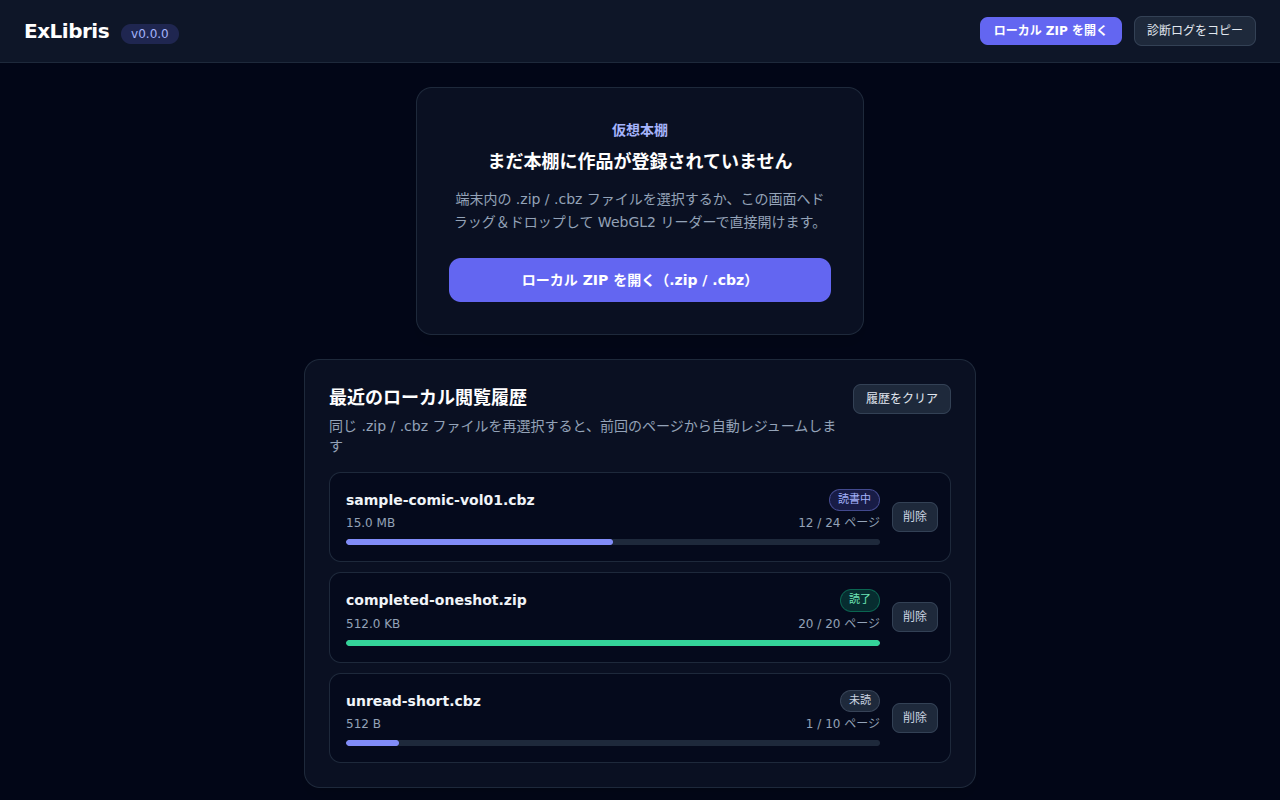 ExLibris
v0.0.0
ローカル ZIP を開く
診断ログをコピー
仮想本棚
まだ本棚に作品が登録されていません
端末内の .zip / .cbz ファイルを選択するか、この画面へド
ラッグ＆ドロップして WebGL2 リーダーで直接開けます。
ローカル ZIP を開く（.zip / .cbz）
最近のローカル閲覧履歴
履歴をクリア
同じ .zip / .cbz ファイルを再選択すると、前回のページから自動レジュームしま
す
sample-comic-vol01.cbz
読書中
15.0 MB
12 / 24 ページ
削除
completed-oneshot.zip
読了
512.0 KB
20 / 20 ページ
削除
unread-short.cbz
未読
512 B
1 / 10 ページ
削除